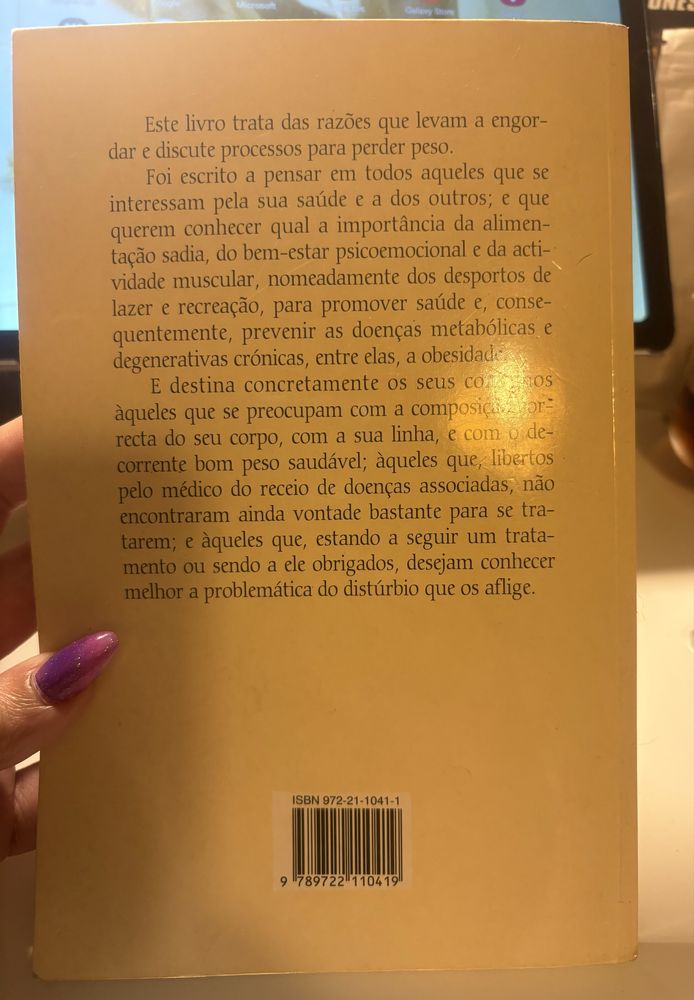 Google
Microsoft
Galaxy Store
Este livro trata das razões que levam a engor-
dar e discute processos para perder peso.
Foi escrito a pensar em todos aqueles que se
interessam pela sua saúde e a dos outros; e que
querem conhecer qual a importância da alimen-
tação sadia, do bem-estar psicoemocional e da acti-
vidade muscular, nomeadamente dos desportos de
lazer e recreação, para promover saúde e, conse-
quentemente, prevenir as doenças metabólicas e
degenerativas crónicas, entre elas, a obesidade.
E destina concretamente os seus
àqueles que se preocupam com a composição cor-
recta do seu corpo, com a sua linha, e com o de-
corrente bom peso saudável; àqueles que, libertos
pelo médico do receio de doenças associadas, não
encontraram ainda vontade bastante para se tra-
tarem; e àqueles que, estando a seguir um trata-
mento ou sendo a ele obrigados, desejam conhecer
melhor a problemática do distúrbio que os aflige.
ISBN 972-21-1041-1
9 789722 110419